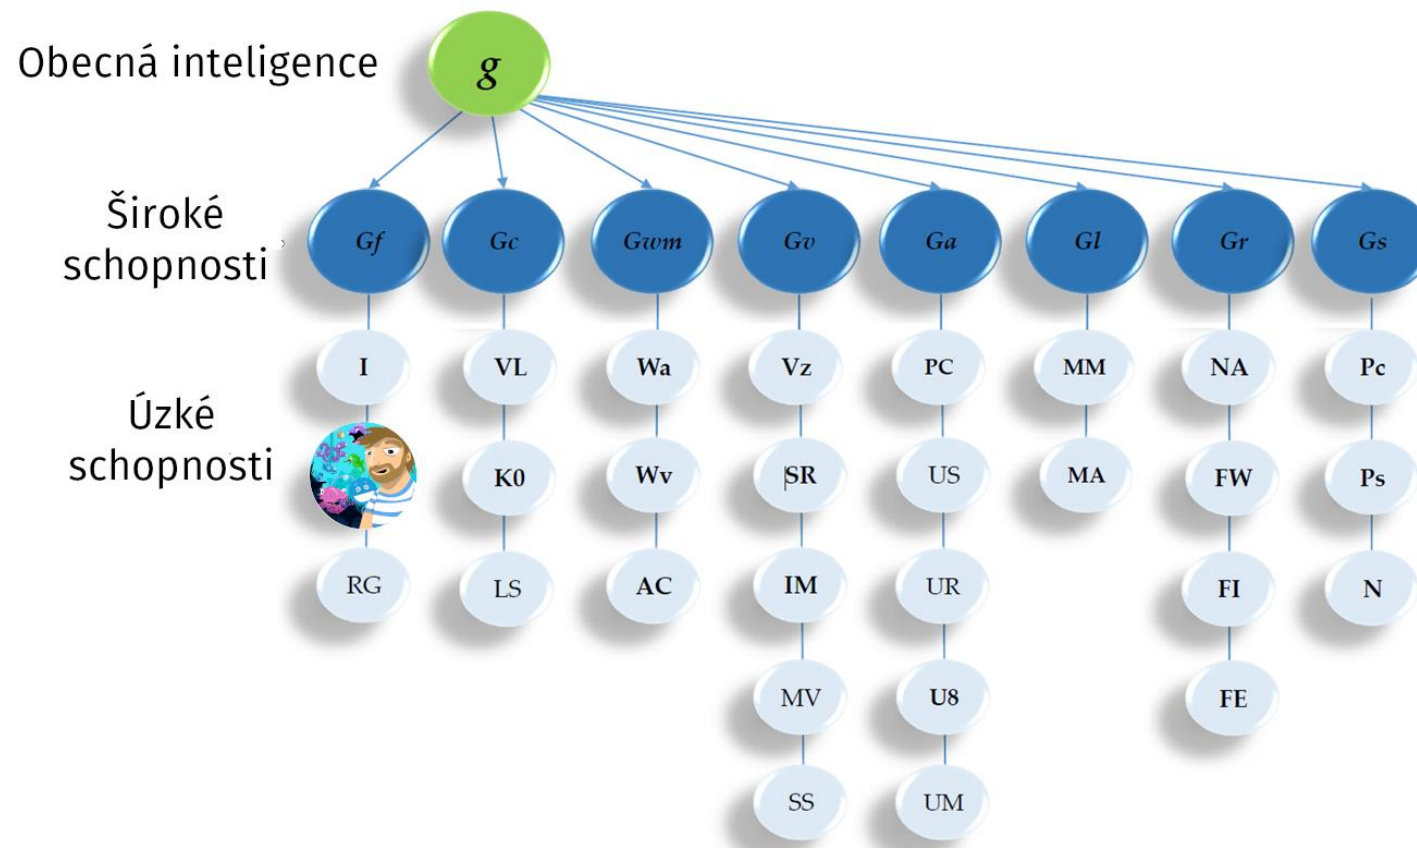 Obecná inteligence
g
Široké
schopnosti
Gf Gc Gwm Gv Ga Gl Gr Gs
Úzké
schopnosti
I VL Wa Vz PC MM NA Pc
K0 Wv SR US MA FW Ps
RG LS AC IM UR FI N
MV U8 FE
SS UM